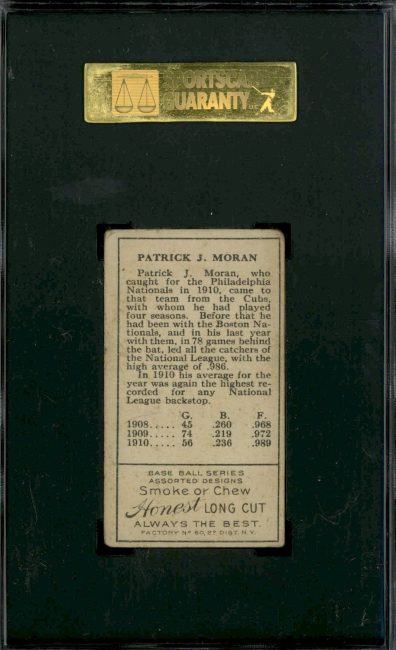 SPORTSCARD
GUARANTY LLC
PATRICK J. MORAN
Patrick J. Moran, who
caught for the Philadelphia
Nationals in 1910, came to
that team from the Cubs,
with whom he had played
four seasons. Before that he
had been with the Boston Na-
tionals, and in his last year
with them, in 78 games behind
the bat, led all the catchers of
the National League, with the
high average of .986.
In 1910 his average for the
year was again the highest re-
corded for any National
League backstop.
G. B. F.
1908..... 45 .260 .968
1909..... 74 .219 .972
1910..... 56 .236 .989
BASE BALL SERIES
ASSORTED DESIGNS
Smoke or Chew
Honest LONG CUT
ALWAYS THE BEST.
FACTORY Nº 60, 2ᴰ DIST. N.Y.